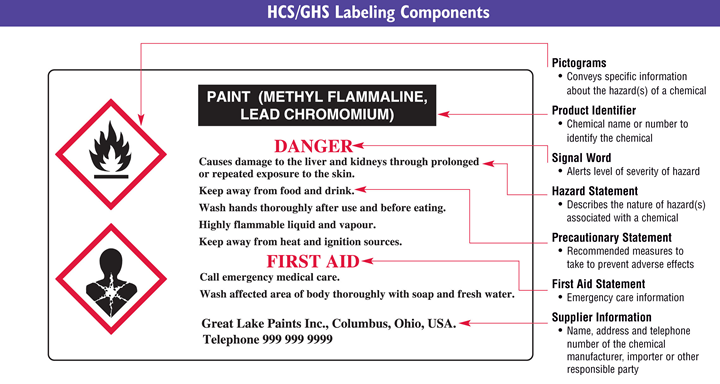 HCS/GHS Labeling Components
PAINT (METHYL FLAMMALINE,
LEAD CHROMOMIUM)
DANGER
Causes damage to the liver and kidneys through prolonged
or repeated exposure to the skin.
Keep away from food and drink.
Wash hands thoroughly after use and before eating.
Highly flammable liquid and vapour.
Keep away from heat and ignition sources.
FIRST AID
Call emergency medical care.
Wash affected area of body thoroughly with soap and fresh water.
Great Lake Paints Inc., Columbus, Ohio, USA.
Telephone 999 999 9999
Pictograms
• Conveys specific information
about the hazard(s) of a chemical
Product Identifier
• Chemical name or number to
identify the chemical
Signal Word
• Alerts level of severity of hazard
Hazard Statement
• Describes the nature of hazard(s)
associated with a chemical
Precautionary Statement
• Recommended measures to
take to prevent adverse effects
First Aid Statement
• Emergency care information
Supplier Information
• Name, address and telephone
number of the chemical
manufacturer, importer or other
responsible party